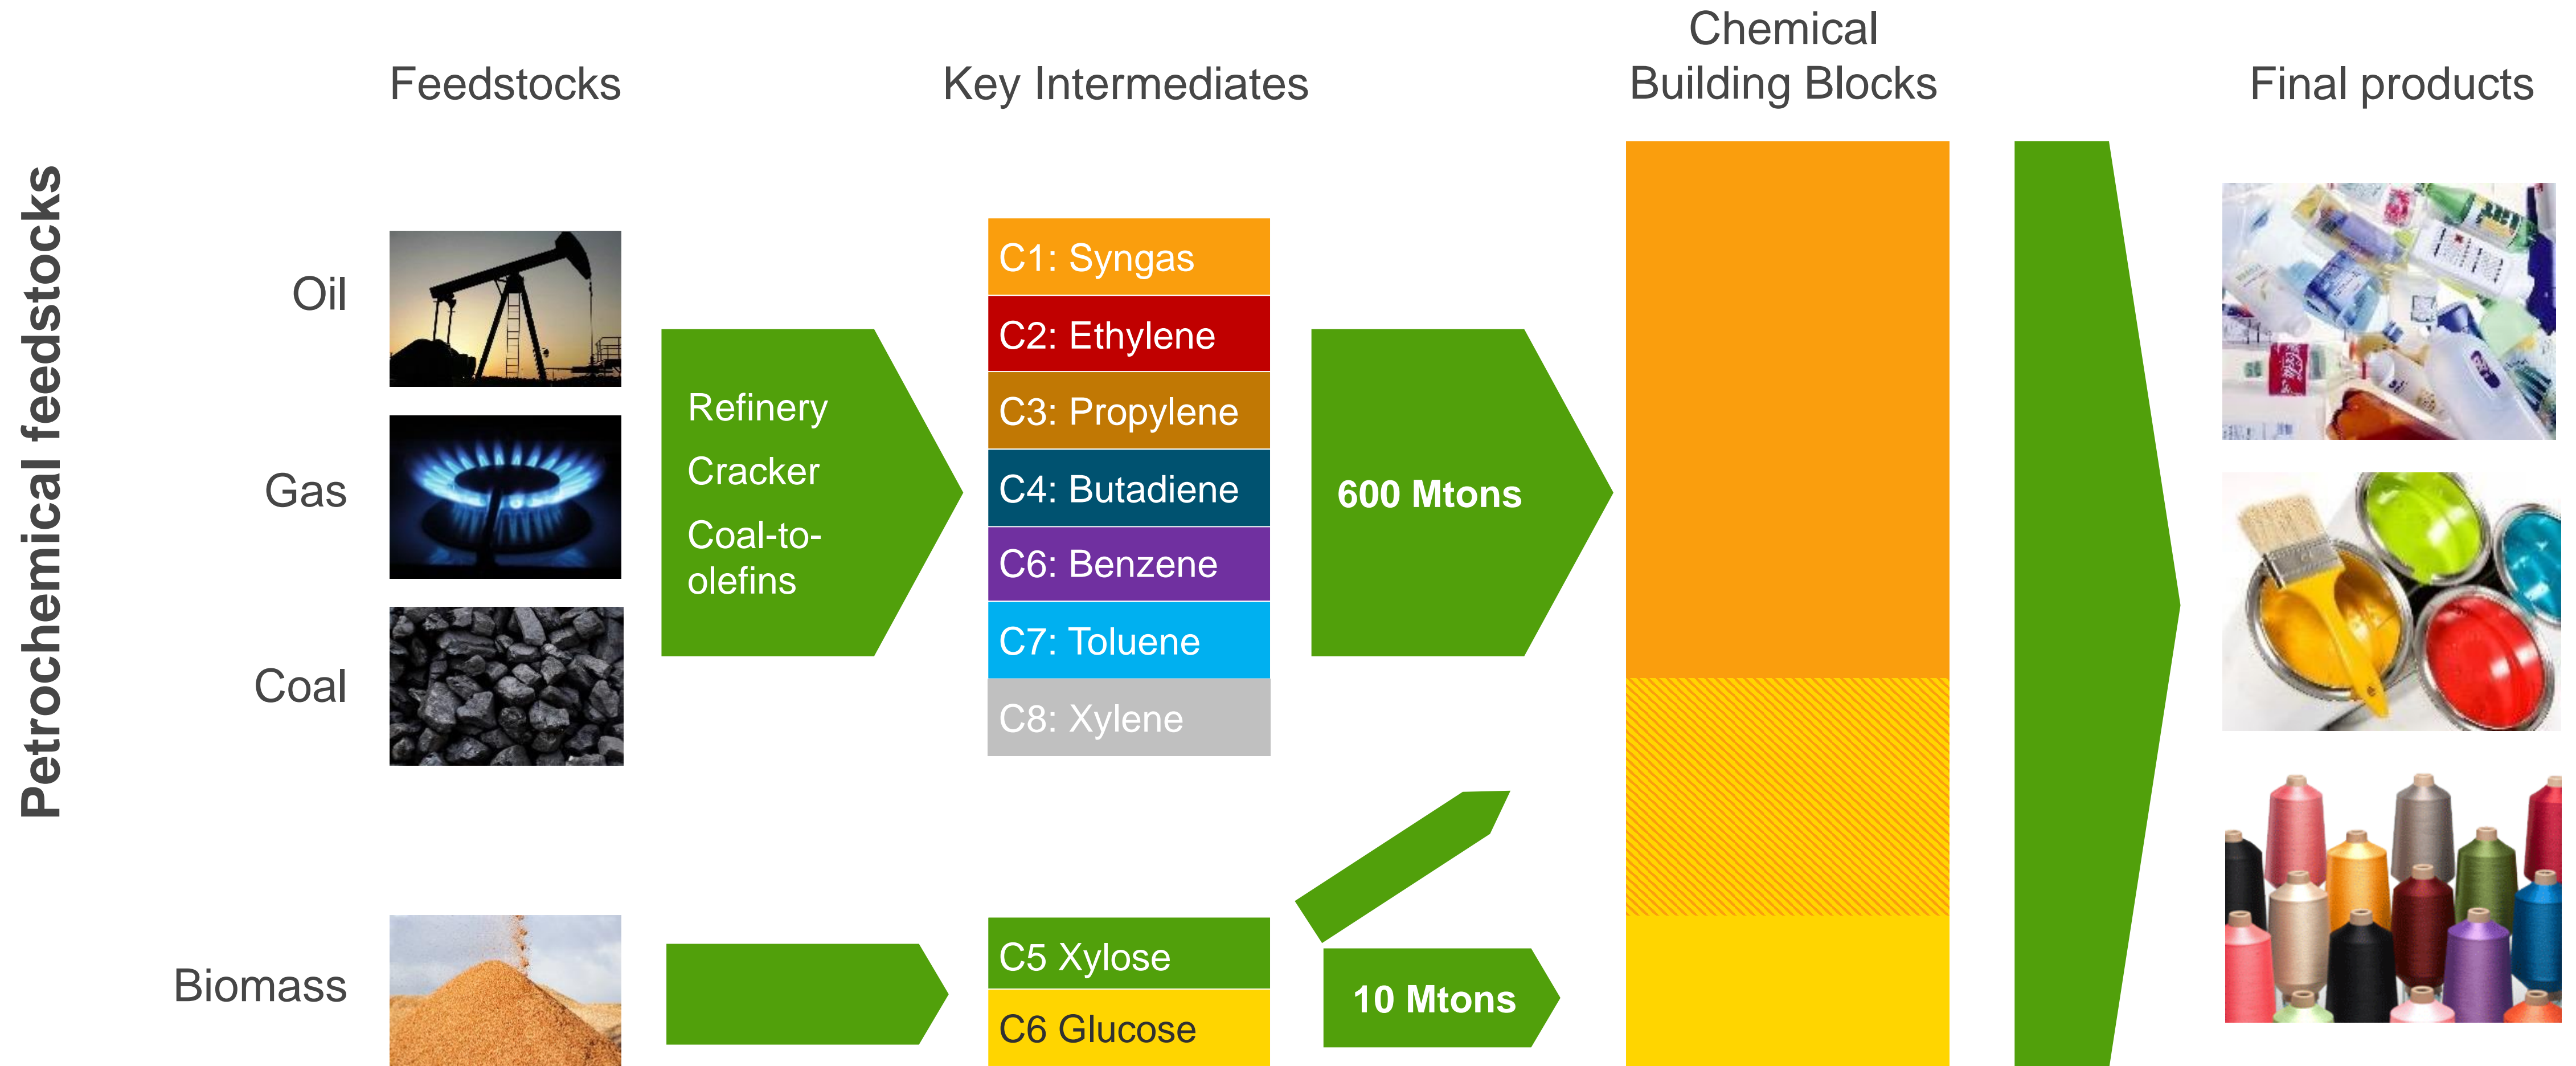 Chemical
Feedstocks
Key Intermediates
Building Blocks
Final products
Petrochemical feedstocks
Oil
Gas
Coal
Biomass
Refinery
Cracker
Coal-to-
olefins
C1: Syngas
C2: Ethylene
C3: Propylene
C4: Butadiene
C6: Benzene
C7: Toluene
C8: Xylene
600 Mtons
C5 Xylose
C6 Glucose
10 Mtons